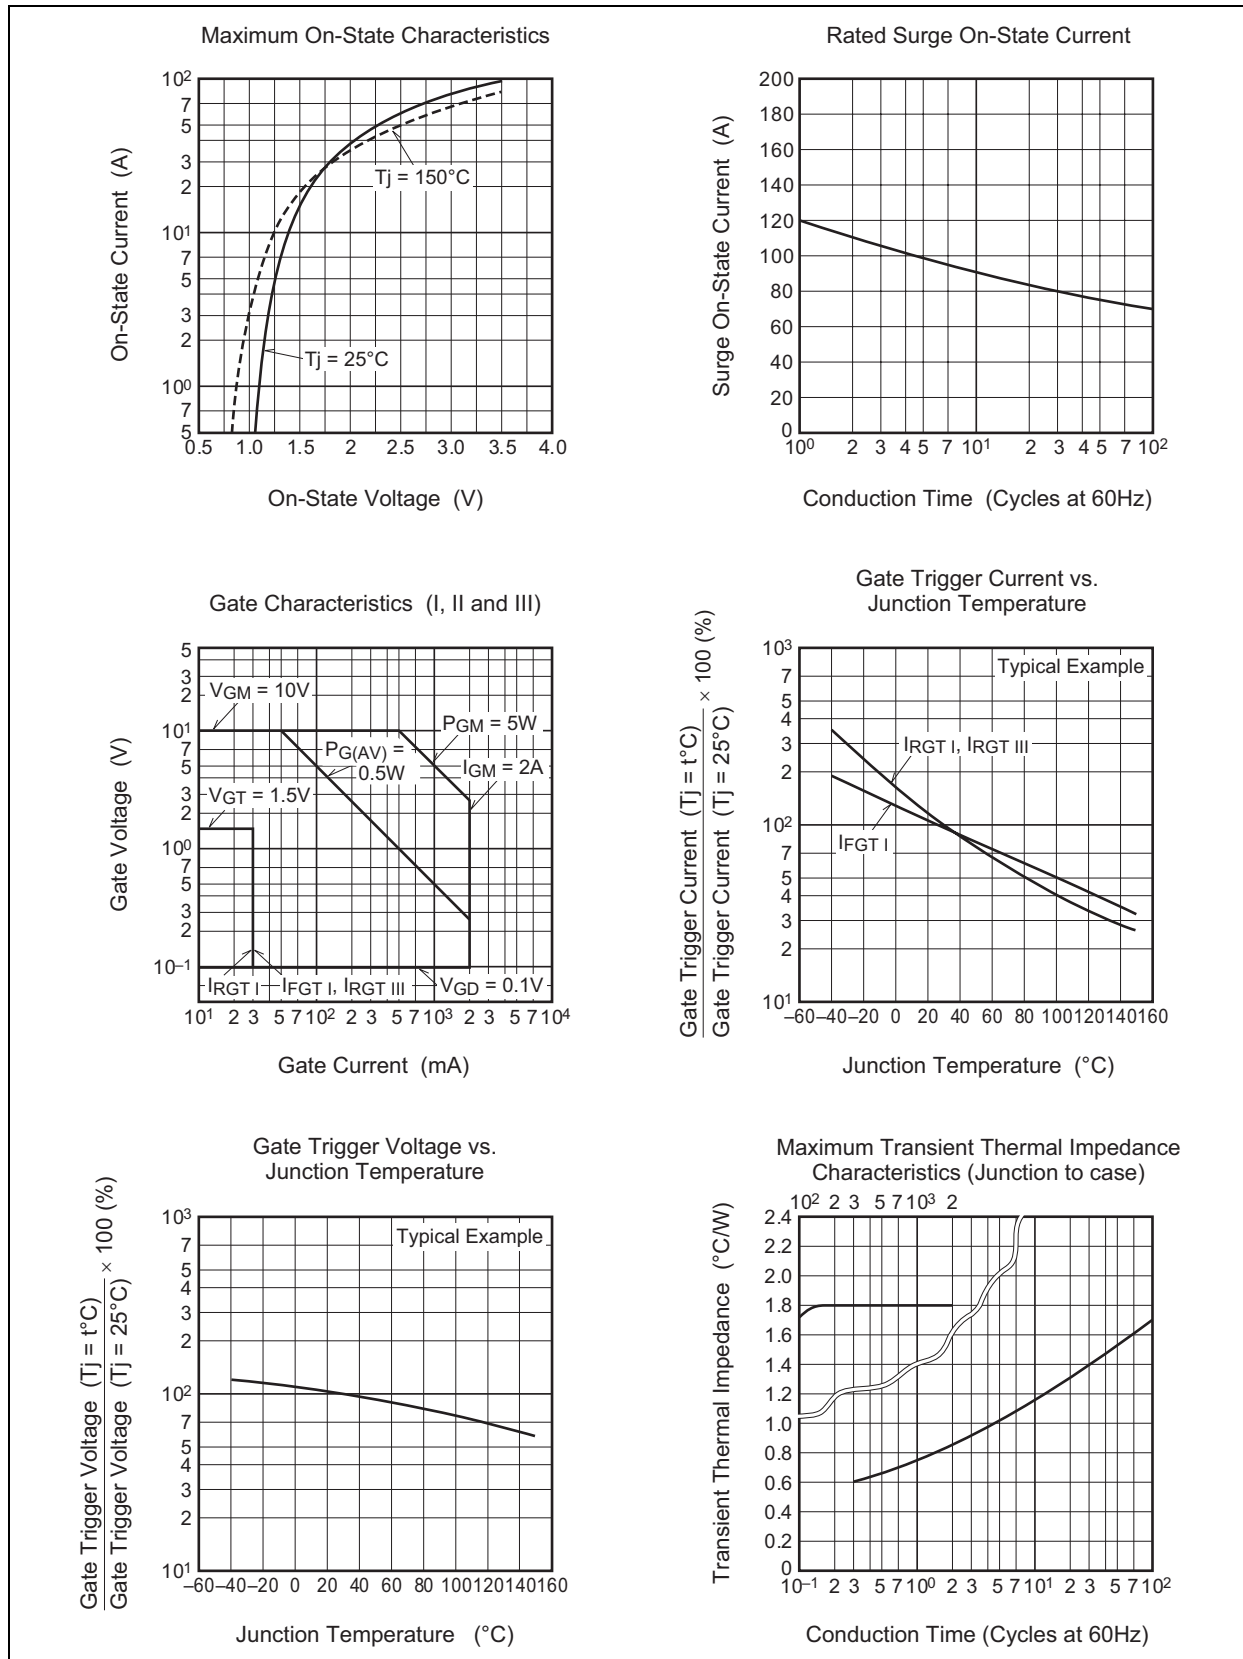 Maximum On-State Characteristics
On-State Current (A)
10²
7
5
3
2
10¹
7
5
3
2
10⁰
7
5
Tj = 150°C
Tj = 25°C
0.5 1.0 1.5 2 2.5 3.0 3.5 4.0
On-State Voltage (V)
Rated Surge On-State Current
Surge On-State Current (A)
200
180
160
140
120
100
80
60
40
20
0
10⁰ 2 3 4 5 7 10¹ 2 3 4 5 7 10²
Conduction Time (Cycles at 60Hz)
Gate Characteristics (I, II and III)
Gate Voltage (V)
5
3
2
10¹
7
5
3
2
10⁰
7
5
3
2
10⁻¹
VGM = 10V
PGM = 5W
PG(AV) =
0.5W
IGM = 2A
VGT = 1.5V
IRGT I
IFGT I, IRGT III
VGD = 0.1V
10¹ 2 3 5 7 10² 2 3 5 7 10³ 2 3 5 7 10⁴
Gate Current (mA)
Gate Trigger Current vs.
Junction Temperature
Gate Trigger Current (Tj = t°C)
Gate Trigger Current (Tj = 25°C)
× 100 (%)
10³
7
5
4
3
2
10²
7
5
4
3
2
10¹
Typical Example
IRGT I, IRGT III
IFGT I
–60 –40 –20 0 20 40 60 80 100 120 140 160
Junction Temperature (°C)
Gate Trigger Voltage vs.
Junction Temperature
Gate Trigger Voltage (Tj = t°C)
Gate Trigger Voltage (Tj = 25°C)
× 100 (%)
10³
7
5
4
3
2
10²
7
5
4
3
2
10¹
Typical Example
–60 –40 –20 0 20 40 60 80 100 120 140 160
Junction Temperature (°C)
Maximum Transient Thermal Impedance
Characteristics (Junction to case)
10² 2 3 5 7 10³ 2
Transient Thermal Impedance (°C/W)
2.4
2.2
2.0
1.8
1.6
1.4
1.2
1.0
0.8
0.6
0.4
0.2
0
10⁻¹ 2 3 5 7 10⁰ 2 3 5 7 10¹ 2 3 5 7 10²
Conduction Time (Cycles at 60Hz)